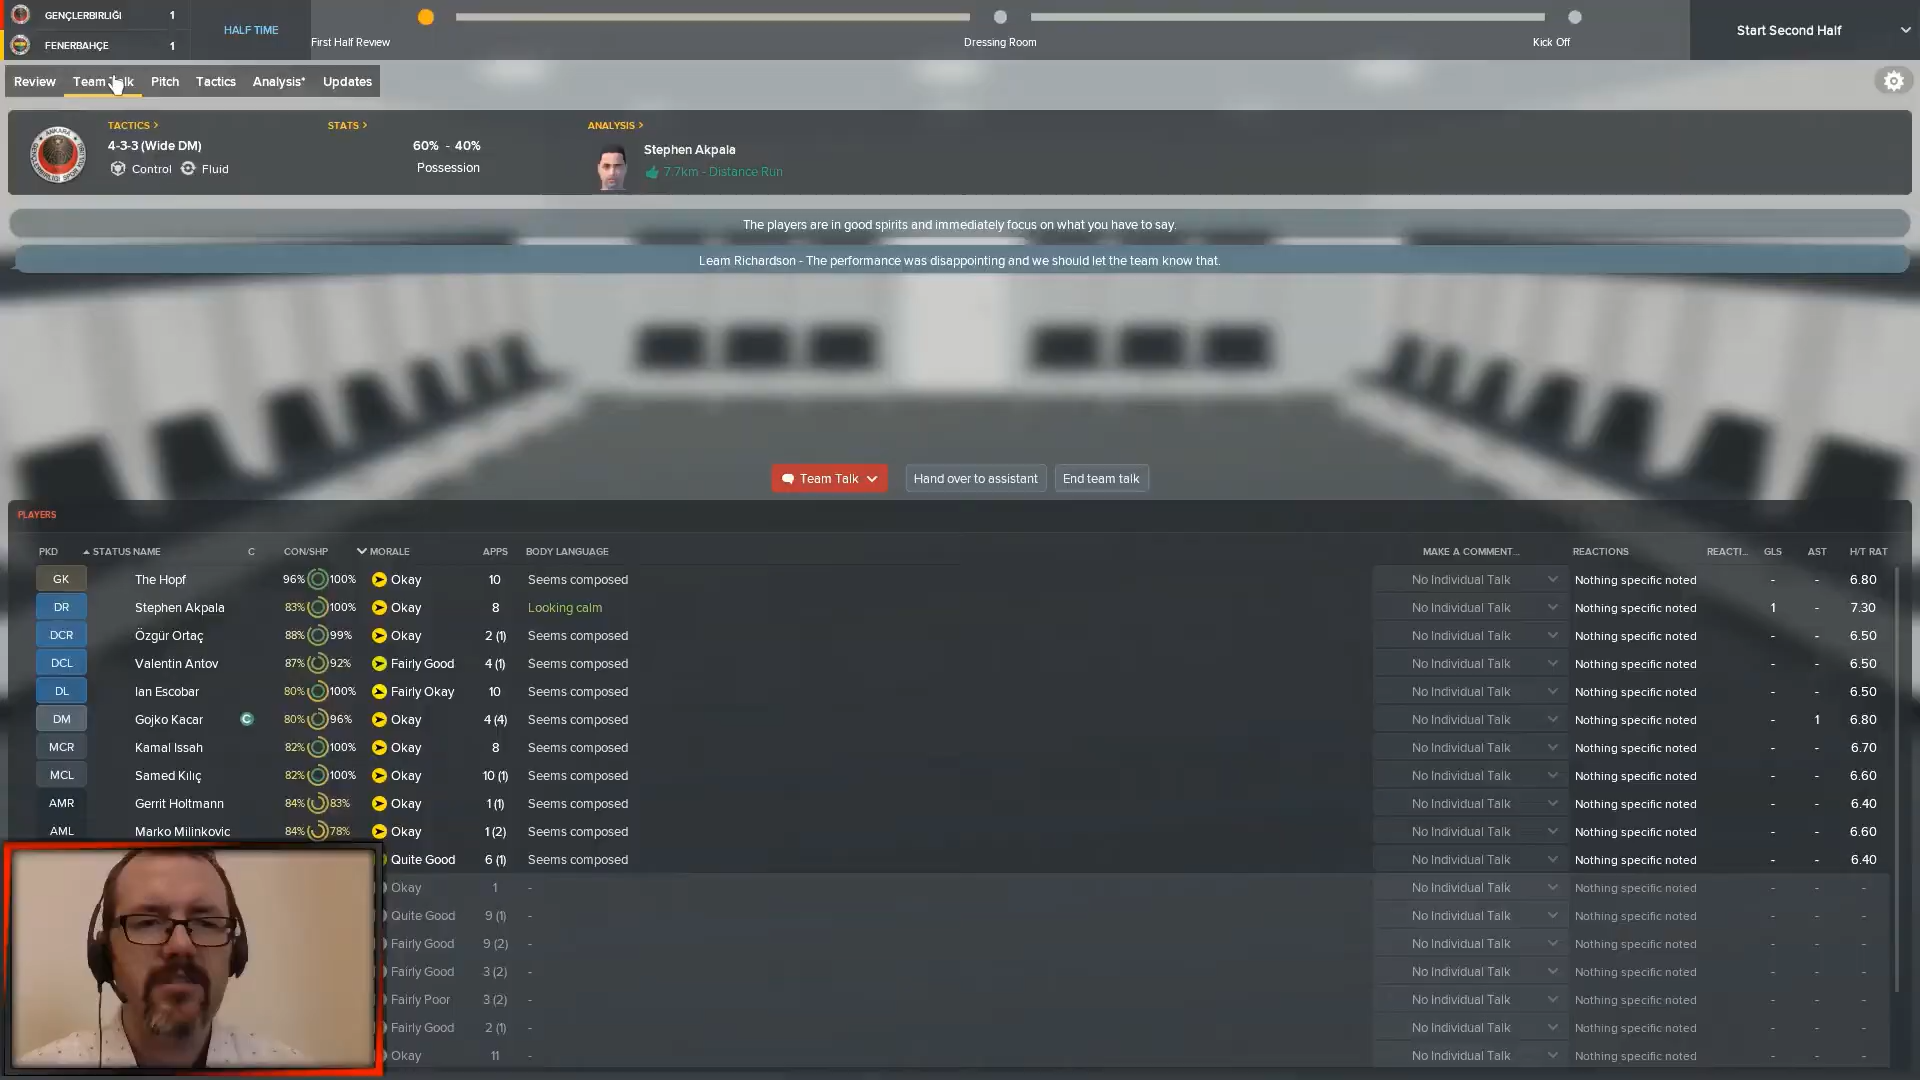 GENÇLERBİRLİĞİ 1
FENERBAHÇE 1
HALF TIME
First Half Review
Dressing Room
Kick Off
Start Second Half
Review Team Talk Pitch Tactics Analysis* Updates
TACTICS >
4-3-3 (Wide DM)
Control Fluid
STATS >
60% - 40%
Possession
ANALYSIS >
Stephen Akpala
7.7km - Distance Run
The players are in good spirits and immediately focus on what you have to say.
Leam Richardson - The performance was disappointing and we should let the team know that.
Team Talk Hand over to assistant End team talk
PLAYERS
PKD STATUS NAME C CON/SHP MORALE APPS BODY LANGUAGE MAKE A COMMENT... REACTIONS REACTI... GLS AST H/T RAT
GK The Hopf 96% 100% Okay 10 Seems composed No Individual Talk Nothing specific noted - - 6.80
DR Stephen Akpala 83% 100% Okay 8 Looking calm No Individual Talk Nothing specific noted 1 - 7.30
DCR Özgür Ortaç 88% 99% Okay 2 (1) Seems composed No Individual Talk Nothing specific noted - - 6.50
DCL Valentin Antov 87% 92% Fairly Good 4 (1) Seems composed No Individual Talk Nothing specific noted - - 6.50
DL Ian Escobar 80% 100% Fairly Okay 10 Seems composed No Individual Talk Nothing specific noted - - 6.50
DM Gojko Kacar C 80% 96% Okay 4 (4) Seems composed No Individual Talk Nothing specific noted - 1 6.80
MCR Kamal Issah 82% 100% Okay 8 Seems composed No Individual Talk Nothing specific noted - - 6.70
MCL Samed Kılıç 82% 100% Okay 10 (1) Seems composed No Individual Talk Nothing specific noted - - 6.60
AMR Gerrit Holtmann 84% 83% Okay 1 (1) Seems composed No Individual Talk Nothing specific noted - - 6.40
AML Marko Milinkovic 84% 78% Okay 1 (2) Seems composed No Individual Talk Nothing specific noted - - 6.60
Quite Good 6 (1) Seems composed No Individual Talk Nothing specific noted - - 6.40
Okay 1 - No Individual Talk Nothing specific noted - - -
Quite Good 9 (1) - No Individual Talk Nothing specific noted - - -
Fairly Good 9 (2) - No Individual Talk Nothing specific noted - - -
Fairly Good 3 (2) - No Individual Talk Nothing specific noted - - -
Fairly Poor 3 (2) - No Individual Talk Nothing specific noted - - -
Fairly Good 2 (1) - No Individual Talk Nothing specific noted - - -
Okay 11 - No Individual Talk Nothing specific noted - - -